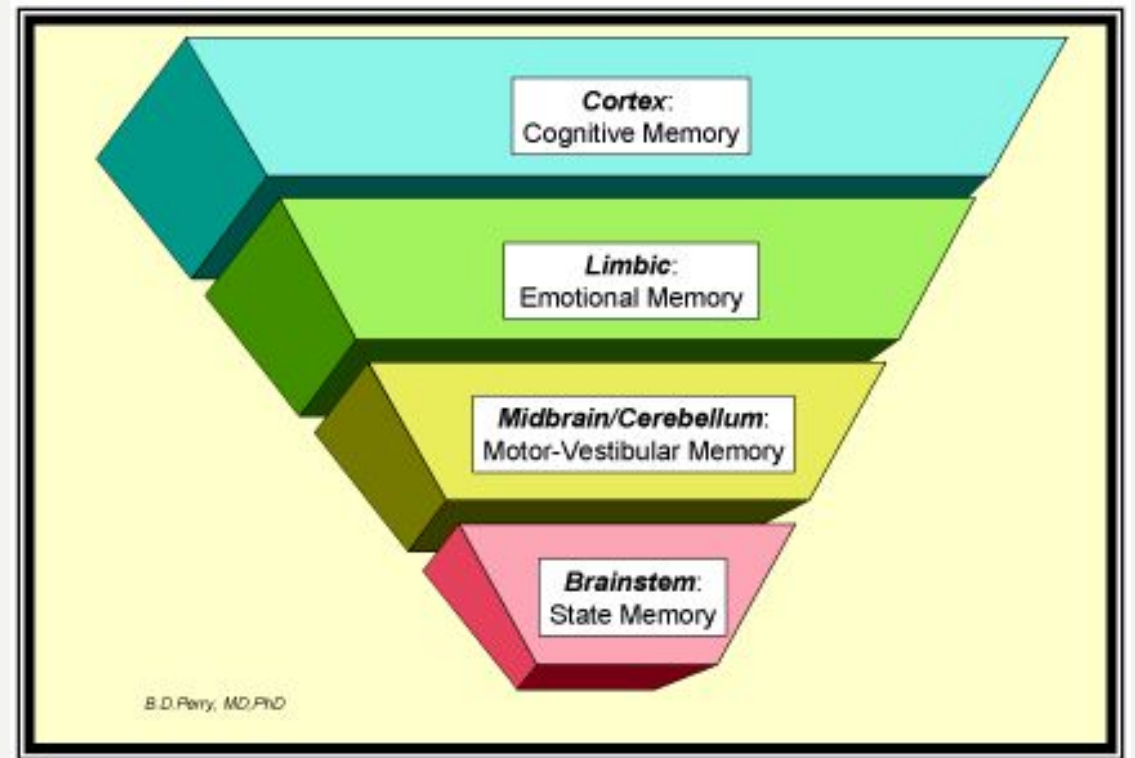 Cortex:
Cognitive Memory
Limbic:
Emotional Memory
Midbrain/Cerebellum:
Motor-Vestibular Memory
Brainstem:
State Memory
B.D.Perry, MD,PhD